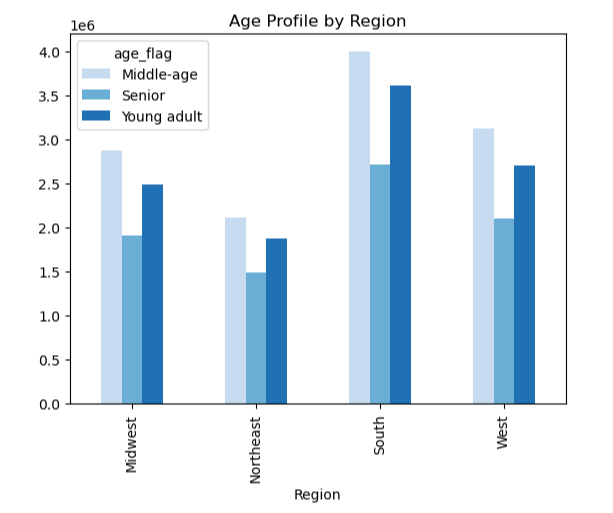 Age Profile by Region
1e6
age_flag
Middle-age
Senior
Young adult
4.0
3.5
3.0
2.5
2.0
1.5
1.0
0.5
0.0
Midwest
Northeast
South
West
Region